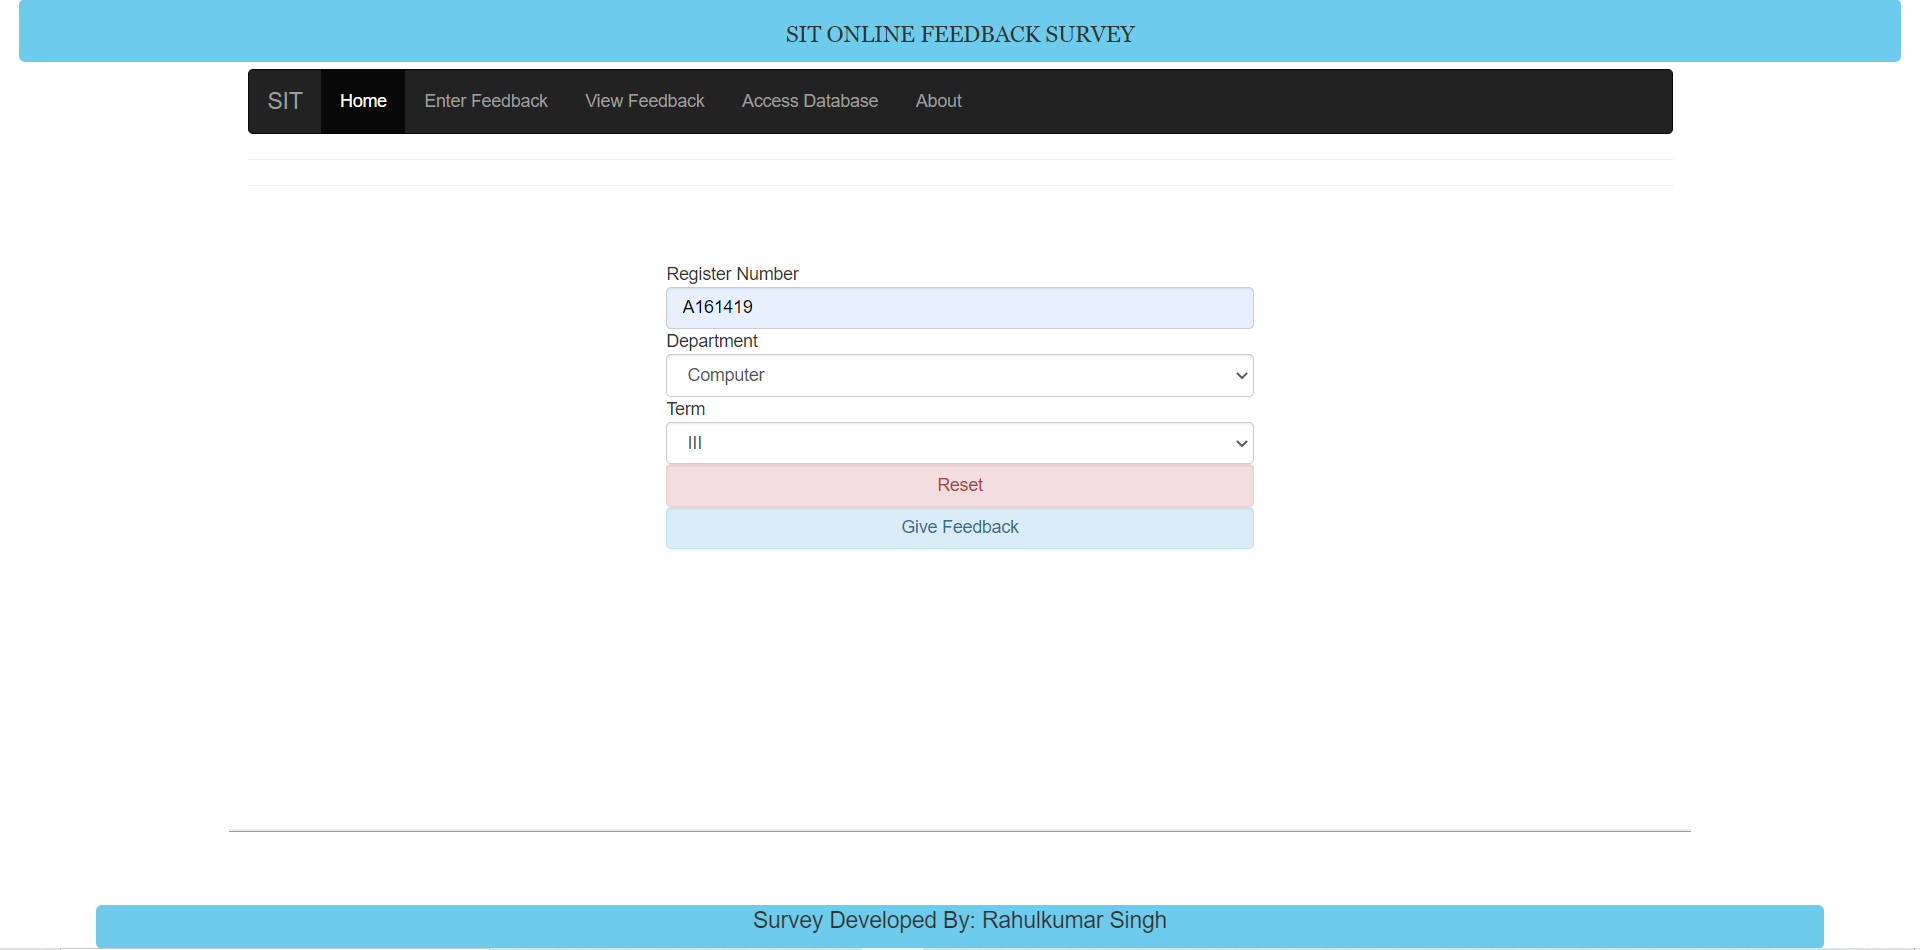 SIT ONLINE FEEDBACK SURVEY
SIT Home Enter Feedback View Feedback Access Database About
Register Number
A161419
Department
Computer
Term
III
Reset
Give Feedback
Survey Developed By: Rahulkumar Singh